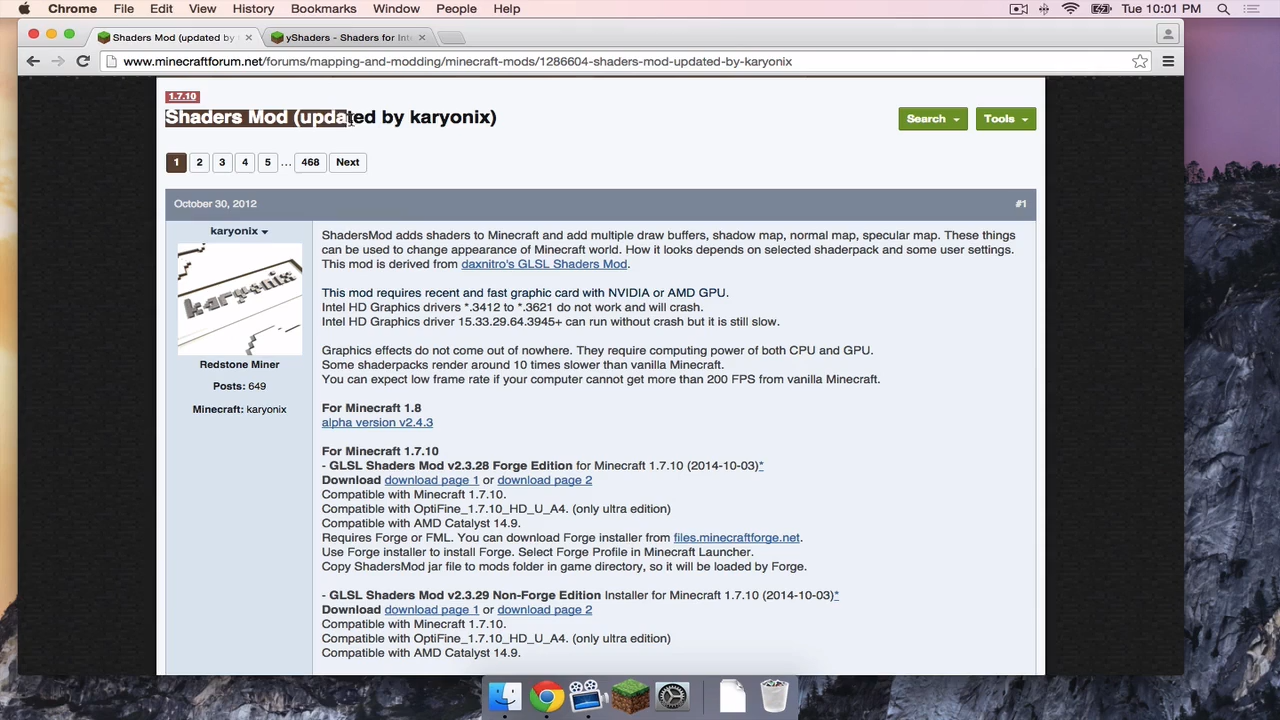 Chrome File Edit View History Bookmarks Window People Help Tue 10:01 PM
Shaders Mod (updated by yShaders - Shaders for Inte
www.minecraftforum.net/forums/mapping-and-modding/minecraft-mods/1286604-shaders-mod-updated-by-karyonix
1.7.10
Shaders Mod (updated by karyonix)
Search Tools
1 2 3 4 5 ... 468 Next
October 30, 2012 #1
karyonix
karyonix
Redstone Miner
Posts: 649
Minecraft: karyonix
ShadersMod adds shaders to Minecraft and add multiple draw buffers, shadow map, normal map, specular map. These things
can be used to change appearance of Minecraft world. How it looks depends on selected shaderpack and some user settings.
This mod is derived from daxnitro's GLSL Shaders Mod.
This mod requires recent and fast graphic card with NVIDIA or AMD GPU.
Intel HD Graphics drivers *.3412 to *.3621 do not work and will crash.
Intel HD Graphics driver 15.33.29.64.3945+ can run without crash but it is still slow.
Graphics effects do not come out of nowhere. They require computing power of both CPU and GPU.
Some shaderpacks render around 10 times slower than vanilla Minecraft.
You can expect low frame rate if your computer cannot get more than 200 FPS from vanilla Minecraft.
For Minecraft 1.8
alpha version v2.4.3
For Minecraft 1.7.10
- GLSL Shaders Mod v2.3.28 Forge Edition for Minecraft 1.7.10 (2014-10-03)*
Download download page 1 or download page 2
Compatible with Minecraft 1.7.10.
Compatible with OptiFine_1.7.10_HD_U_A4. (only ultra edition)
Compatible with AMD Catalyst 14.9.
Requires Forge or FML. You can download Forge installer from files.minecraftforge.net.
Use Forge installer to install Forge. Select Forge Profile in Minecraft Launcher.
Copy ShadersMod jar file to mods folder in game directory, so it will be loaded by Forge.
- GLSL Shaders Mod v2.3.29 Non-Forge Edition Installer for Minecraft 1.7.10 (2014-10-03)*
Download download page 1 or download page 2
Compatible with Minecraft 1.7.10.
Compatible with OptiFine_1.7.10_HD_U_A4. (only ultra edition)
Compatible with AMD Catalyst 14.9.